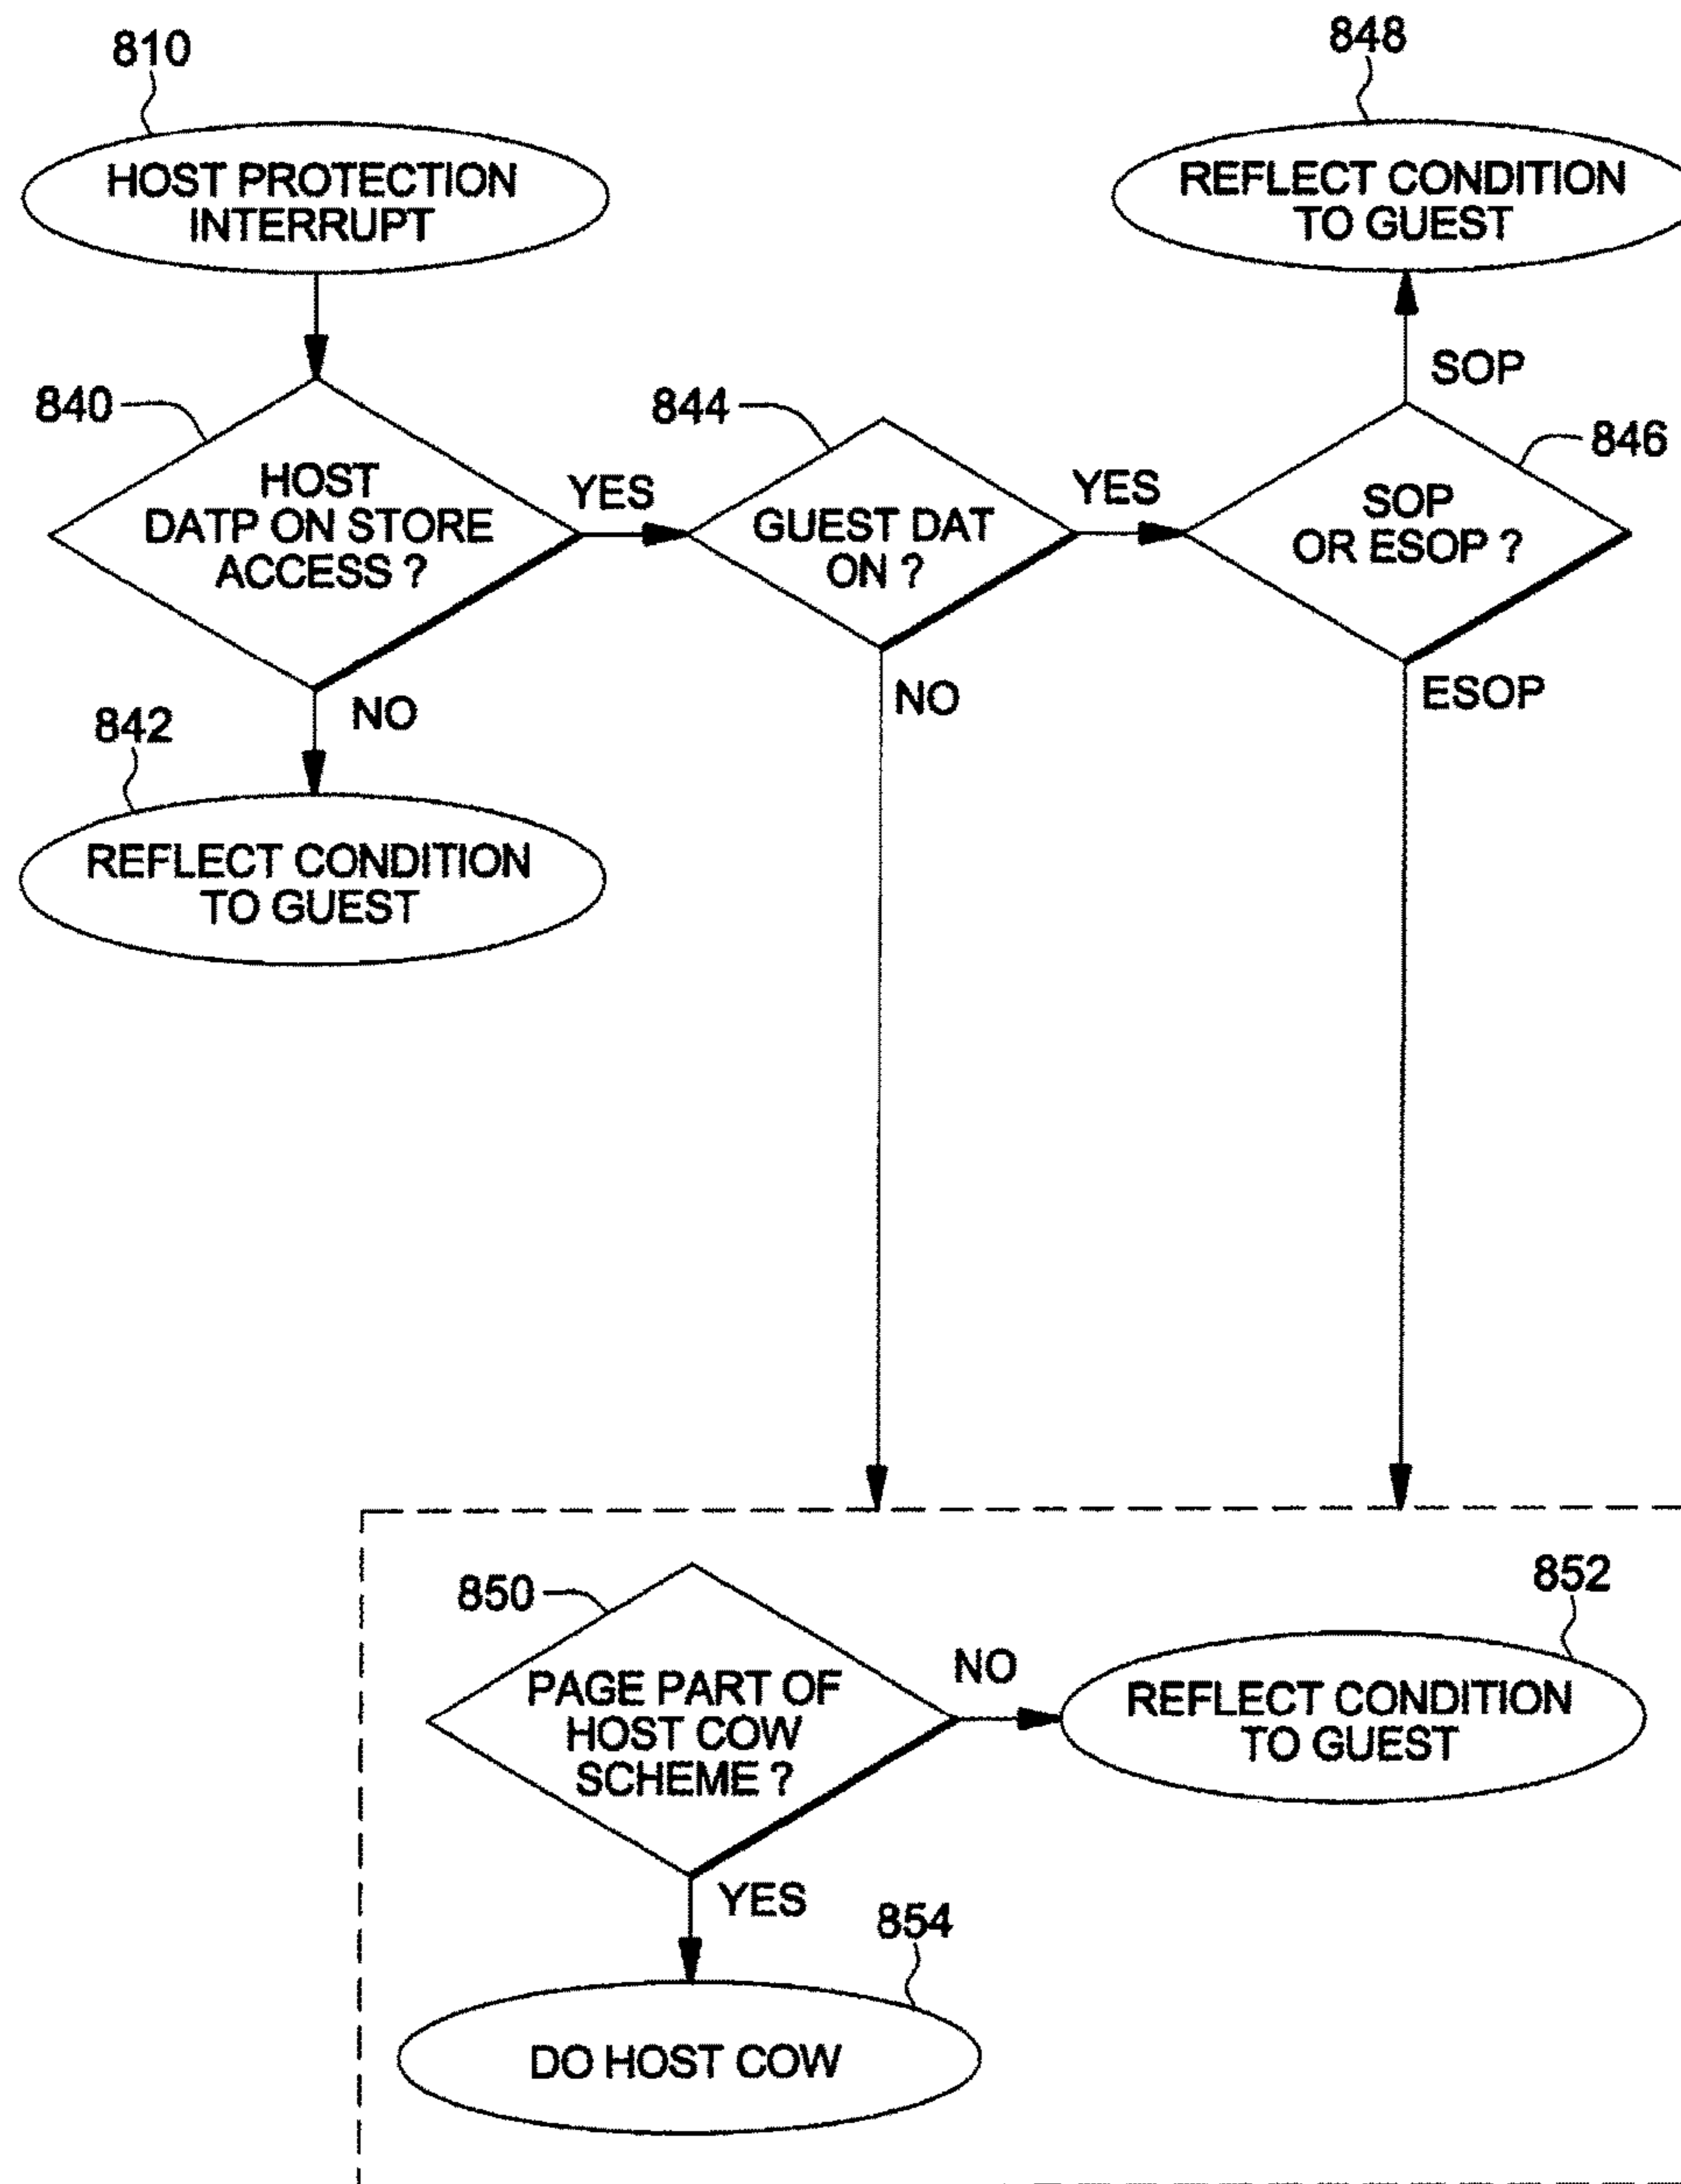 810
HOST PROTECTION
INTERRUPT
848
REFLECT CONDITION
TO GUEST
SOP
840
HOST
DATP ON STORE
ACCESS ?
YES
844
GUEST DAT
ON ?
YES
846
SOP
OR ESOP ?
NO
NO
ESOP
842
REFLECT CONDITION
TO GUEST
850
PAGE PART OF
HOST COW
SCHEME ?
NO
852
REFLECT CONDITION
TO GUEST
YES
854
DO HOST COW